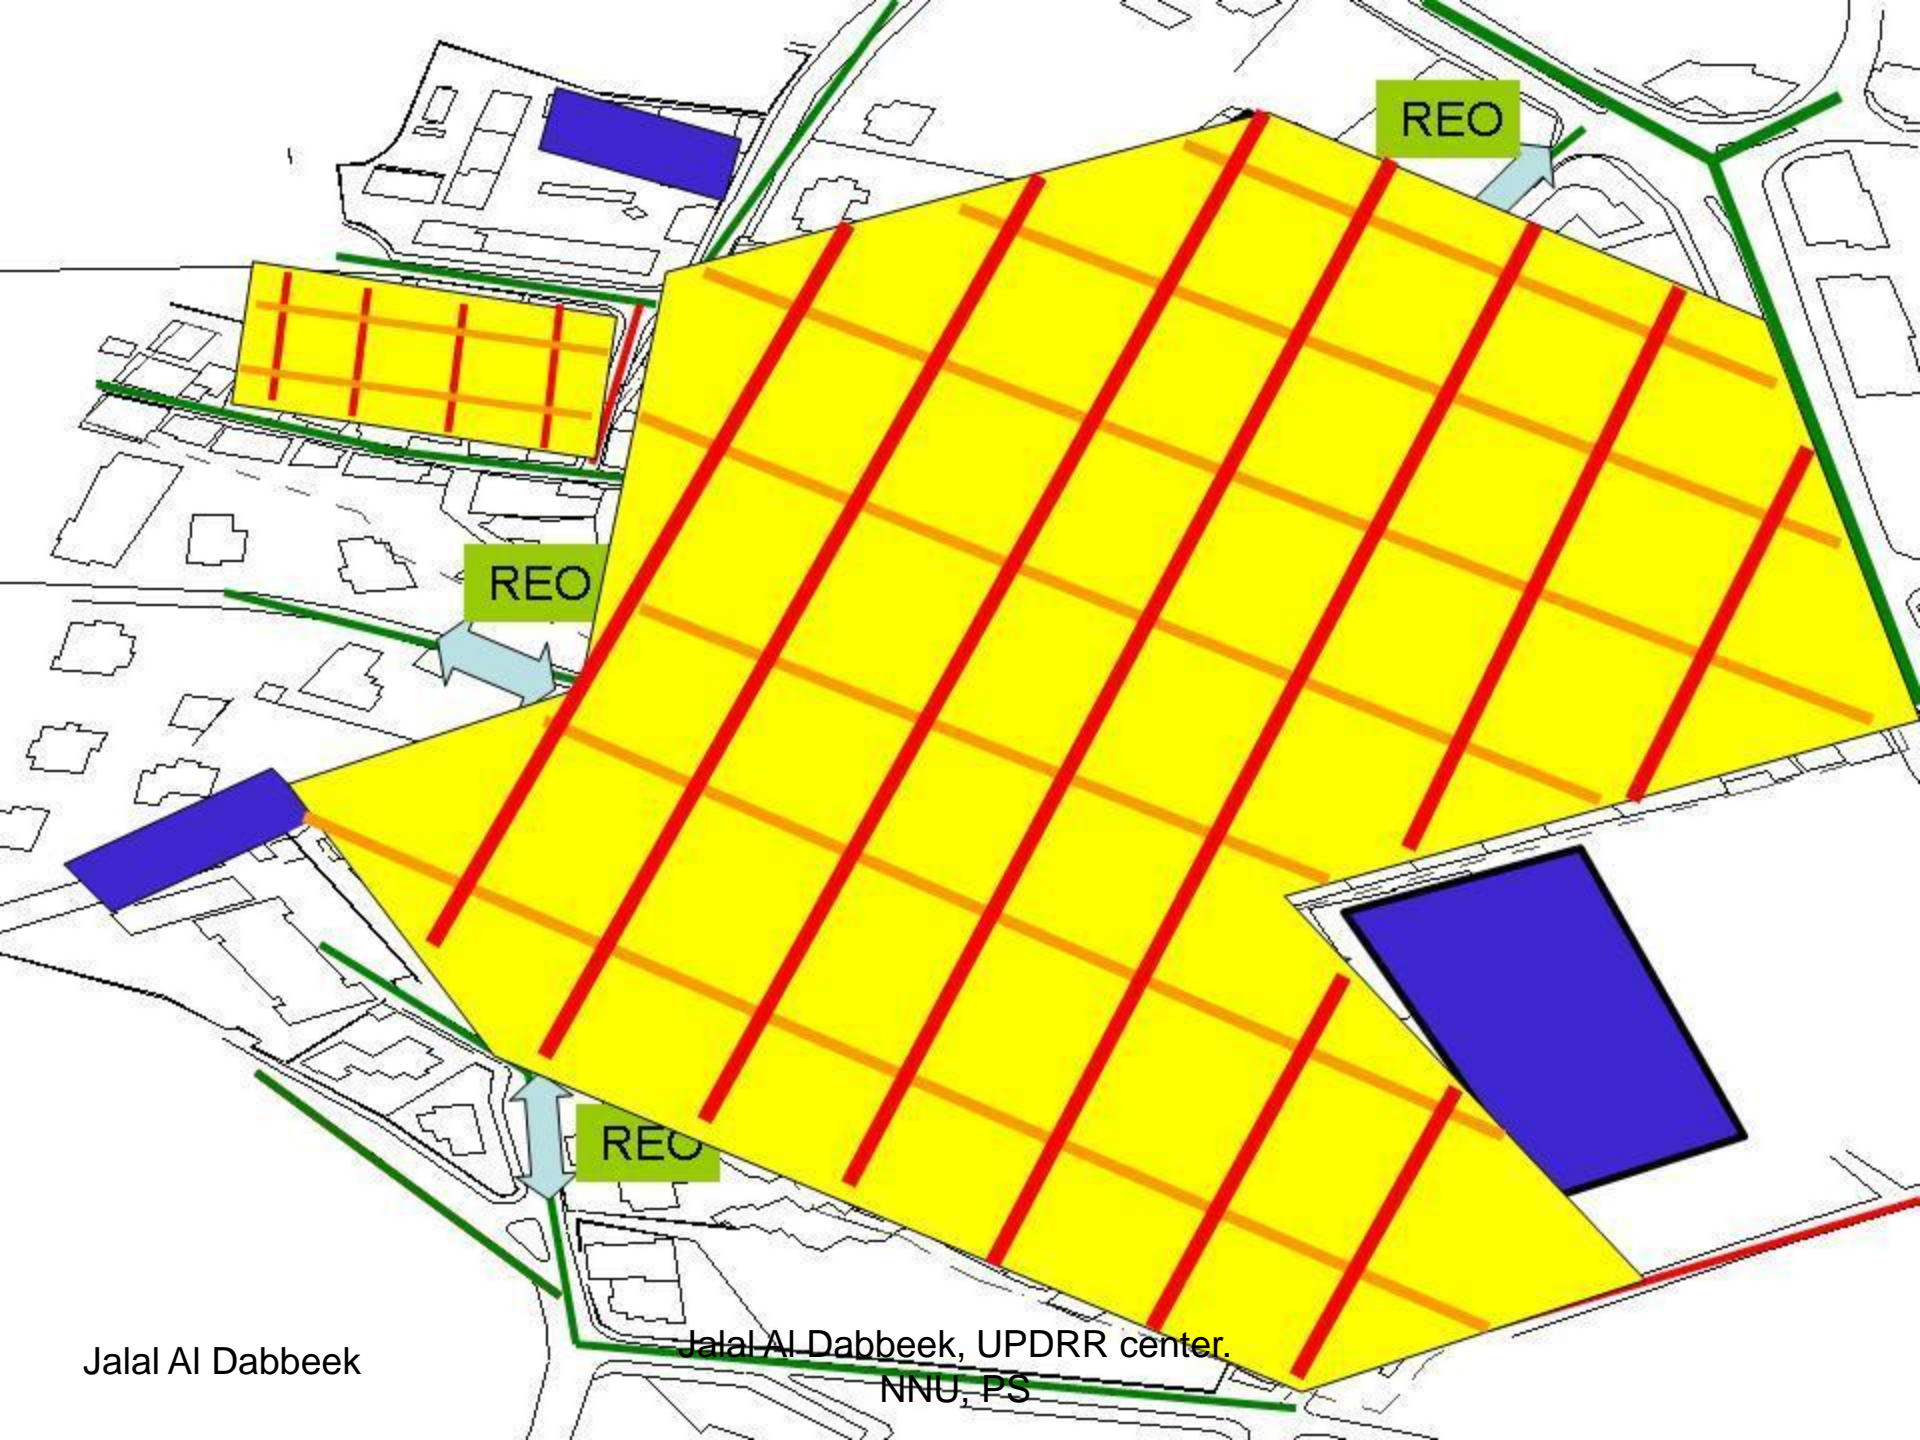 REO
REO
REO
Jalal Al Dabbeek
Jalal Al Dabbeek, UPDRR center.
NNU, PS